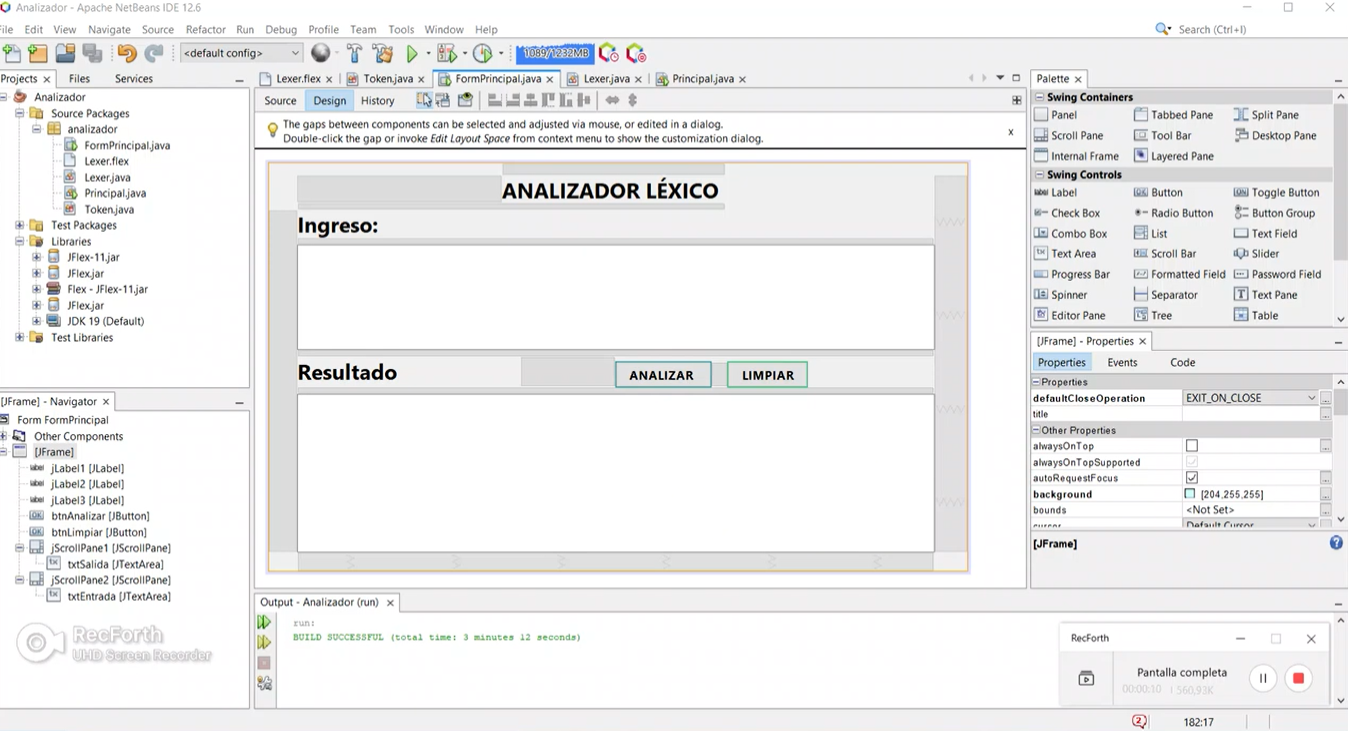 Analizador - Apache NetBeans IDE 12.6
File Edit View Navigate Source Refactor Run Debug Profile Team Tools Window Help
Search (Ctrl+I)
<default config>
1089/1232MB
Projects Files Services
Analizador
Source Packages
analizador
FormPrincipal.java
Lexer.flex
Lexer.java
Principal.java
Token.java
Test Packages
Libraries
JFlex-11.jar
JFlex.jar
Flex - JFlex-11.jar
JFlex.jar
JDK 19 (Default)
Test Libraries
[JFrame] - Navigator
Form FormPrincipal
Other Components
[JFrame]
jLabel1 [JLabel]
jLabel2 [JLabel]
jLabel3 [JLabel]
btnAnalizar [JButton]
btnLimpiar [JButton]
jScrollPane1 [JScrollPane]
txtSalida [JTextArea]
jScrollPane2 [JScrollPane]
txtEntrada [JTextArea]
RecForth
UHD Screen Recorder
Lexer.flex Token.java FormPrincipal.java Lexer.java Principal.java
Source Design History
The gaps between components can be selected and adjusted via mouse, or edited in a dialog.
Double-click the gap or invoke Edit Layout Space from context menu to show the customization dialog.
x
ANALIZADOR LÉXICO
Ingreso:
Resultado
ANALIZAR
LIMPIAR
Output - Analizador (run)
run:
BUILD SUCCESSFUL (total time: 3 minutes 12 seconds)
Palette
Swing Containers
Panel Tabbed Pane Split Pane
Scroll Pane Tool Bar Desktop Pane
Internal Frame Layered Pane
Swing Controls
Label Button Toggle Button
Check Box Radio Button Button Group
Combo Box List Text Field
Text Area Scroll Bar Slider
Progress Bar Formatted Field Password Field
Spinner Separator Text Pane
Editor Pane Tree Table
[JFrame] - Properties
Properties Events Code
Properties
defaultCloseOperation EXIT_ON_CLOSE
title
Other Properties
alwaysOnTop
alwaysOnTopSupported
autoRequestFocus
background [204,255,255]
bounds <Not Set>
cursor Default Cursor
[JFrame]
RecForth
Pantalla completa
00:00:10 | 560,93K
2
182:17